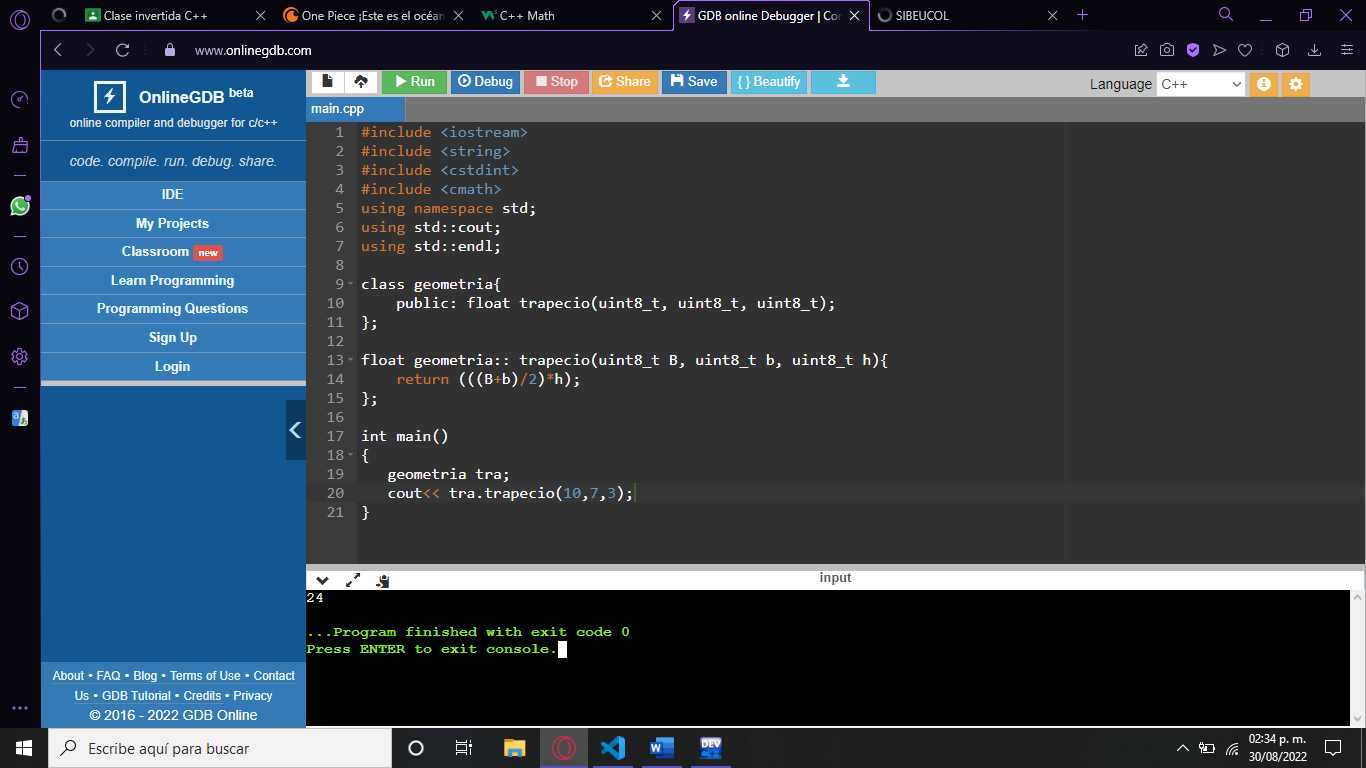 Clase invertida C++
One Piece ¡Este es el océan
C++ Math
GDB online Debugger | Cor
SIBEUCOL
www.onlinegdb.com
OnlineGDB beta
online compiler and debugger for c/c++
code. compile. run. debug. share.
IDE
My Projects
Classroom new
Learn Programming
Programming Questions
Sign Up
Login
About • FAQ • Blog • Terms of Use • Contact
Us • GDB Tutorial • Credits • Privacy
© 2016 - 2022 GDB Online
Run Debug Stop Share Save { } Beautify
Language C++
main.cpp
1 #include <iostream>
2 #include <string>
3 #include <cstdint>
4 #include <cmath>
5 using namespace std;
6 using std::cout;
7 using std::endl;
8
9 class geometria{
10     public: float trapecio(uint8_t, uint8_t, uint8_t);
11 };
12
13 float geometria:: trapecio(uint8_t B, uint8_t b, uint8_t h){
14     return (((B+b)/2)*h);
15 };
16
17 int main()
18 {
19    geometria tra;
20    cout<< tra.trapecio(10,7,3);
21 }
input
24
...Program finished with exit code 0
Press ENTER to exit console.
Escribe aquí para buscar
DEV
02:34 p. m.
30/08/2022